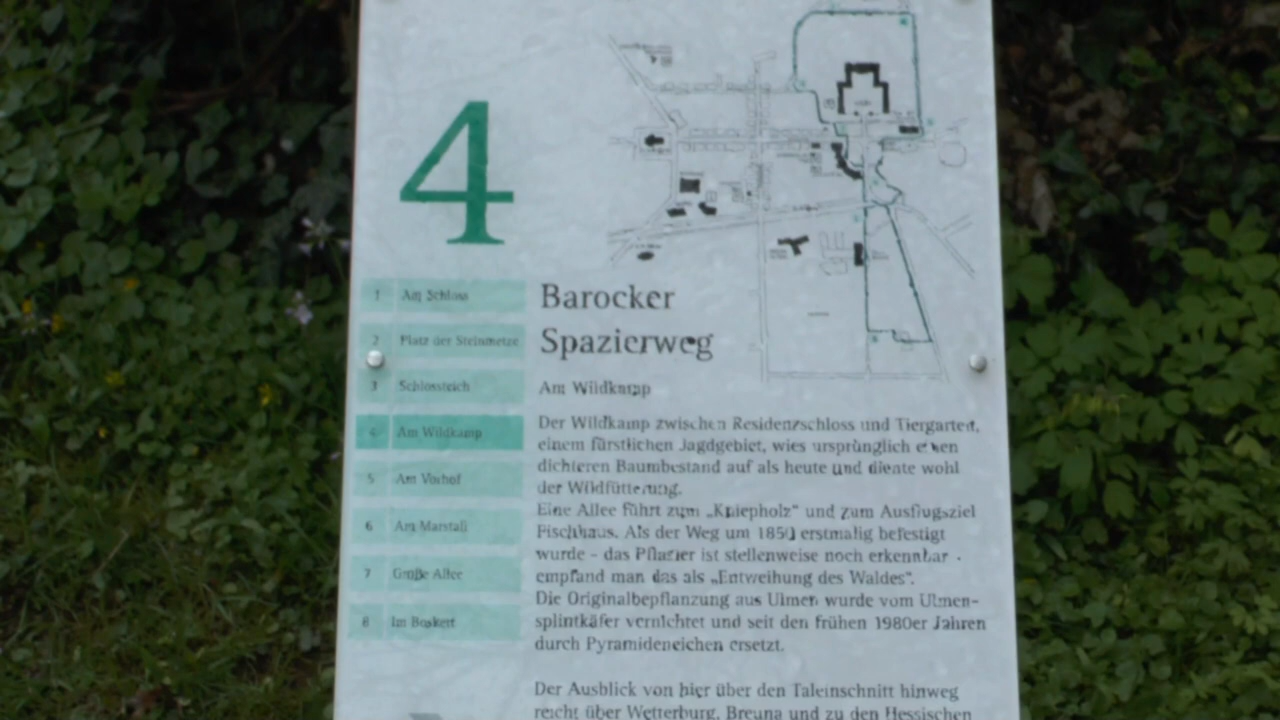 4
1 Am Schloss
2 Platz der Steinmetze
3 Schlossteich
4 Am Wildkamp
5 Am Vorhof
6 Am Marstall
7 Große Allee
8 Im Boskett
Barocker
Spazierweg
Am Wildkamp
Der Wildkamp zwischen Residenzschloss und Tiergarten,
einem fürstlichen Jagdgebiet, wies ursprünglich einen
dichteren Baumbestand auf als heute und diente wohl
der Wildfütterung.
Eine Allee führt zum „Kniepholz“ und zum Ausflugsziel
Fischhaus. Als der Weg um 1850 erstmalig befestigt
wurde – das Pflaster ist stellenweise noch erkennbar -
empfand man das als „Entweihung des Waldes“.
Die Originalbepflanzung aus Ulmen wurde vom Ulmen-
splintkäfer vernichtet und seit den frühen 1980er Jahren
durch Pyramideneichen ersetzt.
Der Ausblick von hier über den Taleinschnitt hinweg
reicht über Wetterburg, Breuna und zu den Hessischen